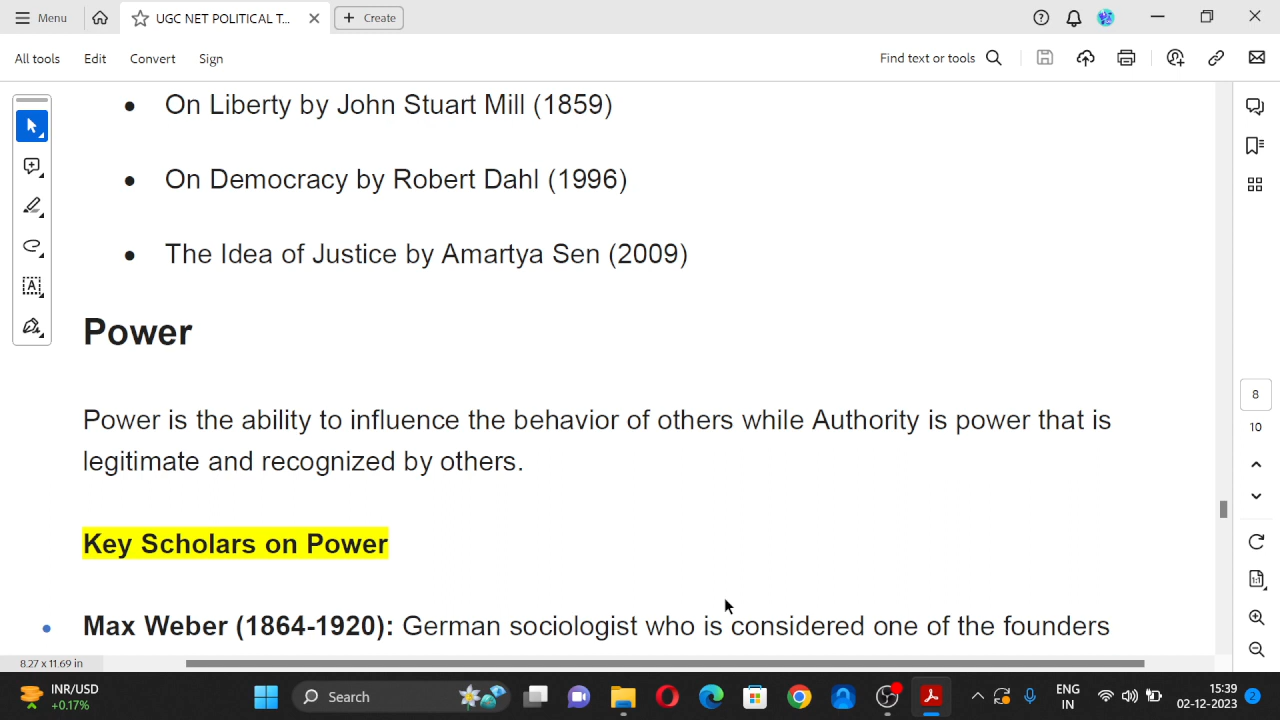 Menu
UGC NET POLITICAL T...
Create
All tools
Edit
Convert
Sign
Find text or tools
• On Liberty by John Stuart Mill (1859)
• On Democracy by Robert Dahl (1996)
• The Idea of Justice by Amartya Sen (2009)
Power
Power is the ability to influence the behavior of others while Authority is power that is
legitimate and recognized by others.
Key Scholars on Power
• Max Weber (1864-1920): German sociologist who is considered one of the founders
8
10
1:1
8.27 x 11.69 in
INR/USD
+0.17%
Search
ENG
IN
15:39
02-12-2023
2